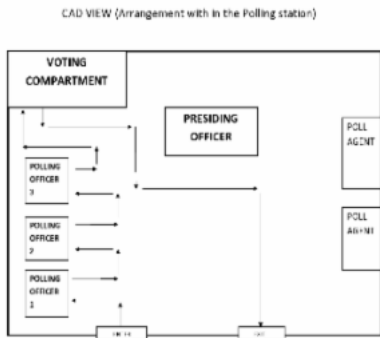 CAD VIEW (Arrangement with in the Polling station)
VOTING
COMPARTMENT
PRESIDING
OFFICER
POLL
AGENT
POLLING
OFFICER
3
POLLING
OFFICER
2
POLL
AGENT
POLLING
OFFICER
1